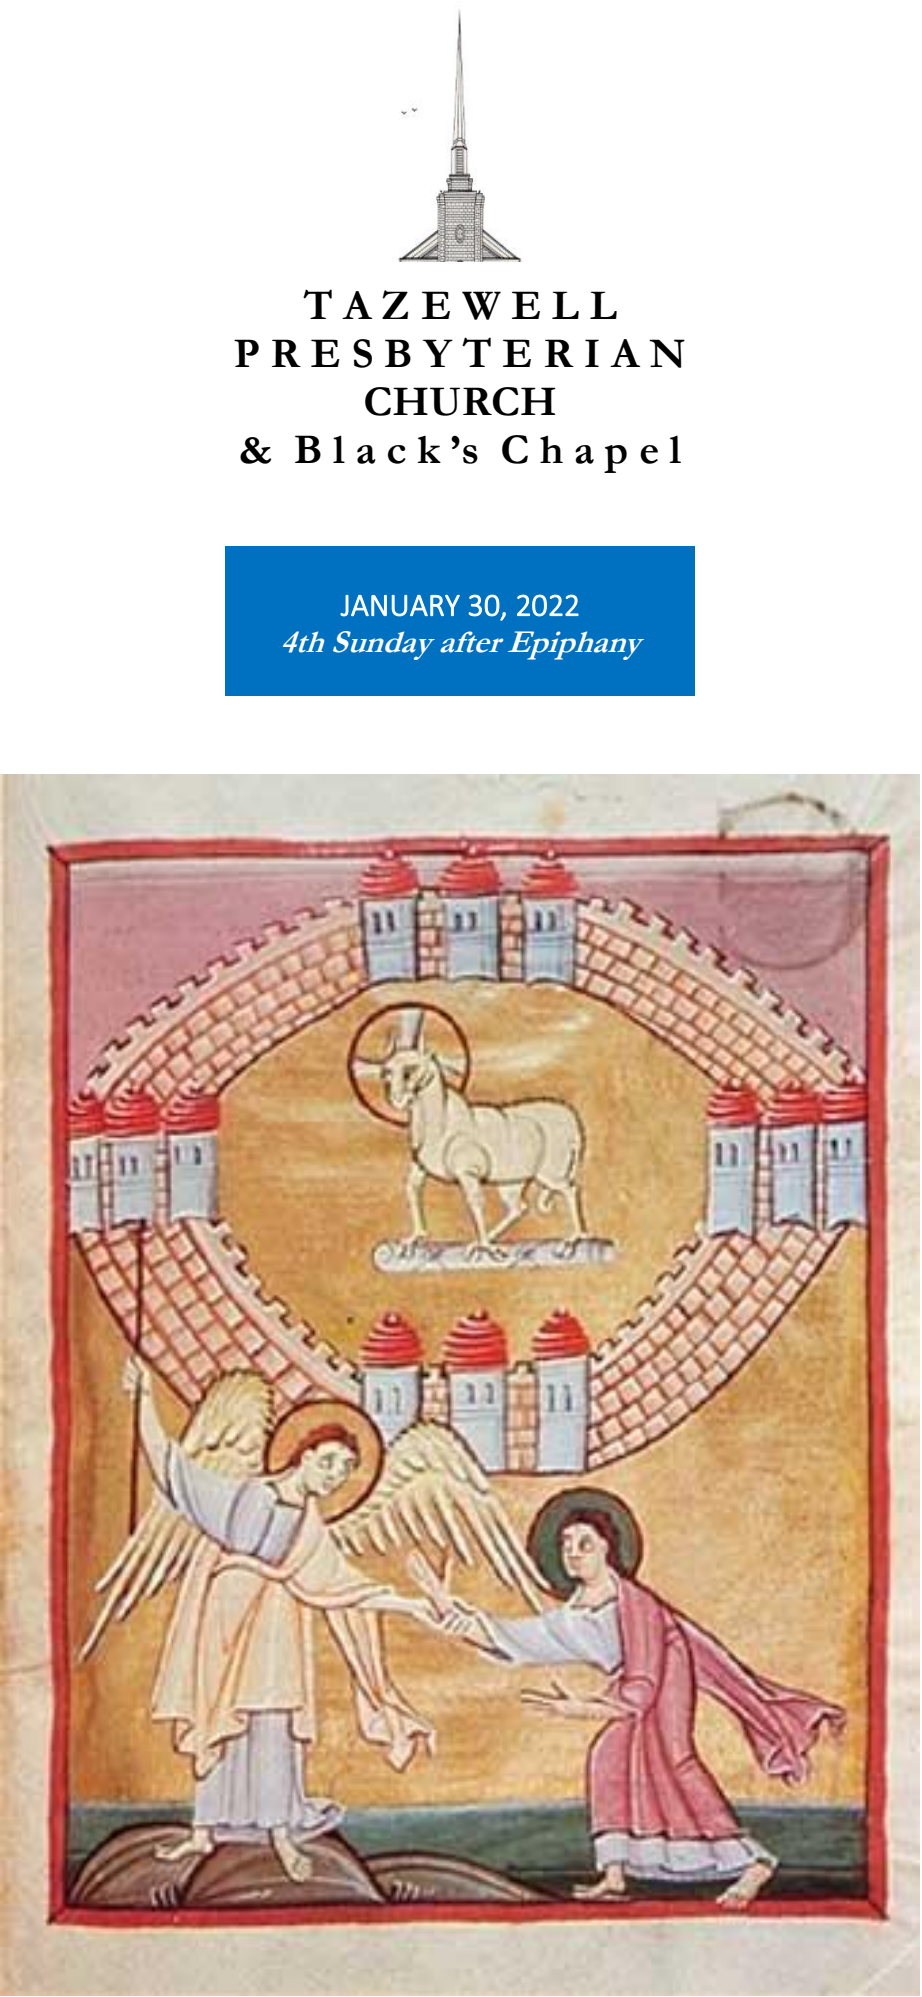 TAZEWELL
PRESBYTERIAN
CHURCH
& Black’s Chapel
JANUARY 30, 2022
4th Sunday after Epiphany